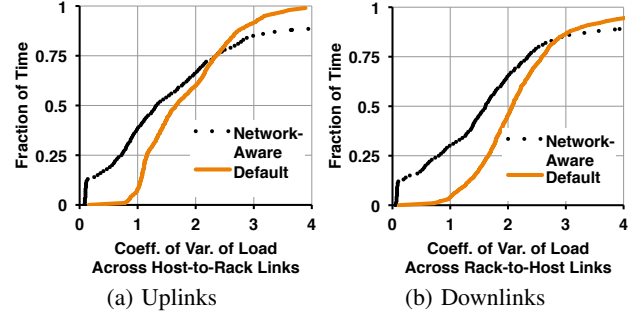 Fraction of Time
1
0.75
0.5
0.25
0
0 1 2 3 4
Network-
Aware
Default
Coeff. of Var. of Load
Across Host-to-Rack Links
(a) Uplinks
Fraction of Time
1
0.75
0.5
0.25
0
0 1 2 3 4
Network-
Aware
Default
Coeff. of Var. of Load
Across Rack-to-Host Links
(b) Downlinks